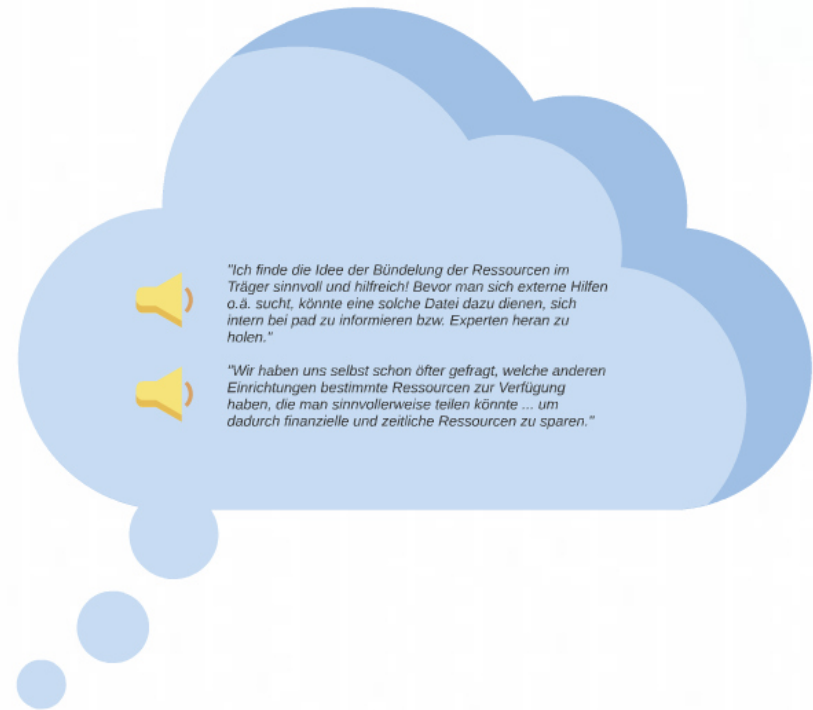 "Ich finde die Idee der Bündelung der Ressourcen im
Träger sinnvoll und hilfreich! Bevor man sich externe Hilfen
o.ä. sucht, könnte eine solche Datei dazu dienen, sich
intern bei pad zu informieren bzw. Experten heran zu
holen."
"Wir haben uns selbst schon öfter gefragt, welche anderen
Einrichtungen bestimmte Ressourcen zur Verfügung
haben, die man sinnvollerweise teilen könnte ... um
dadurch finanzielle und zeitliche Ressourcen zu sparen."